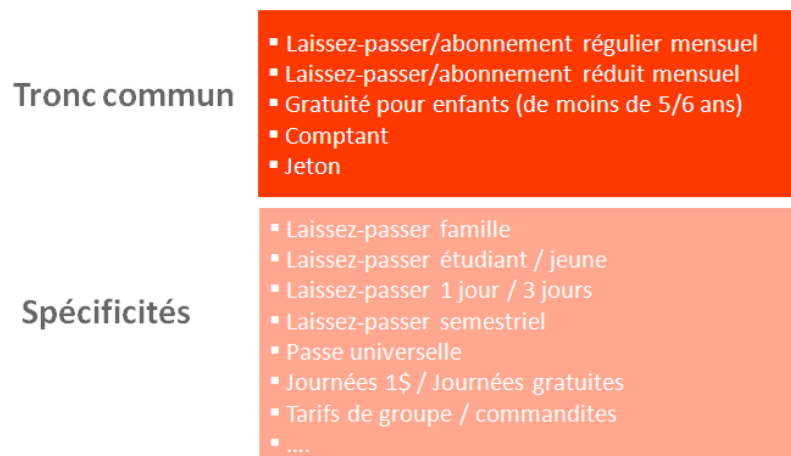 Tronc commun
▪ Laissez-passer/abonnement régulier mensuel
▪ Laissez-passer/abonnement réduit mensuel
▪ Gratuité pour enfants (de moins de 5/6 ans)
▪ Comptant
▪ Jeton
Spécificités
▪ Laissez-passer famille
▪ Laissez-passer étudiant / jeune
▪ Laissez-passer 1 jour / 3 jours
▪ Laissez-passer semestriel
▪ Passe universelle
▪ Journées 1$ / Journées gratuites
▪ Tarifs de groupe / commandites
▪ ....